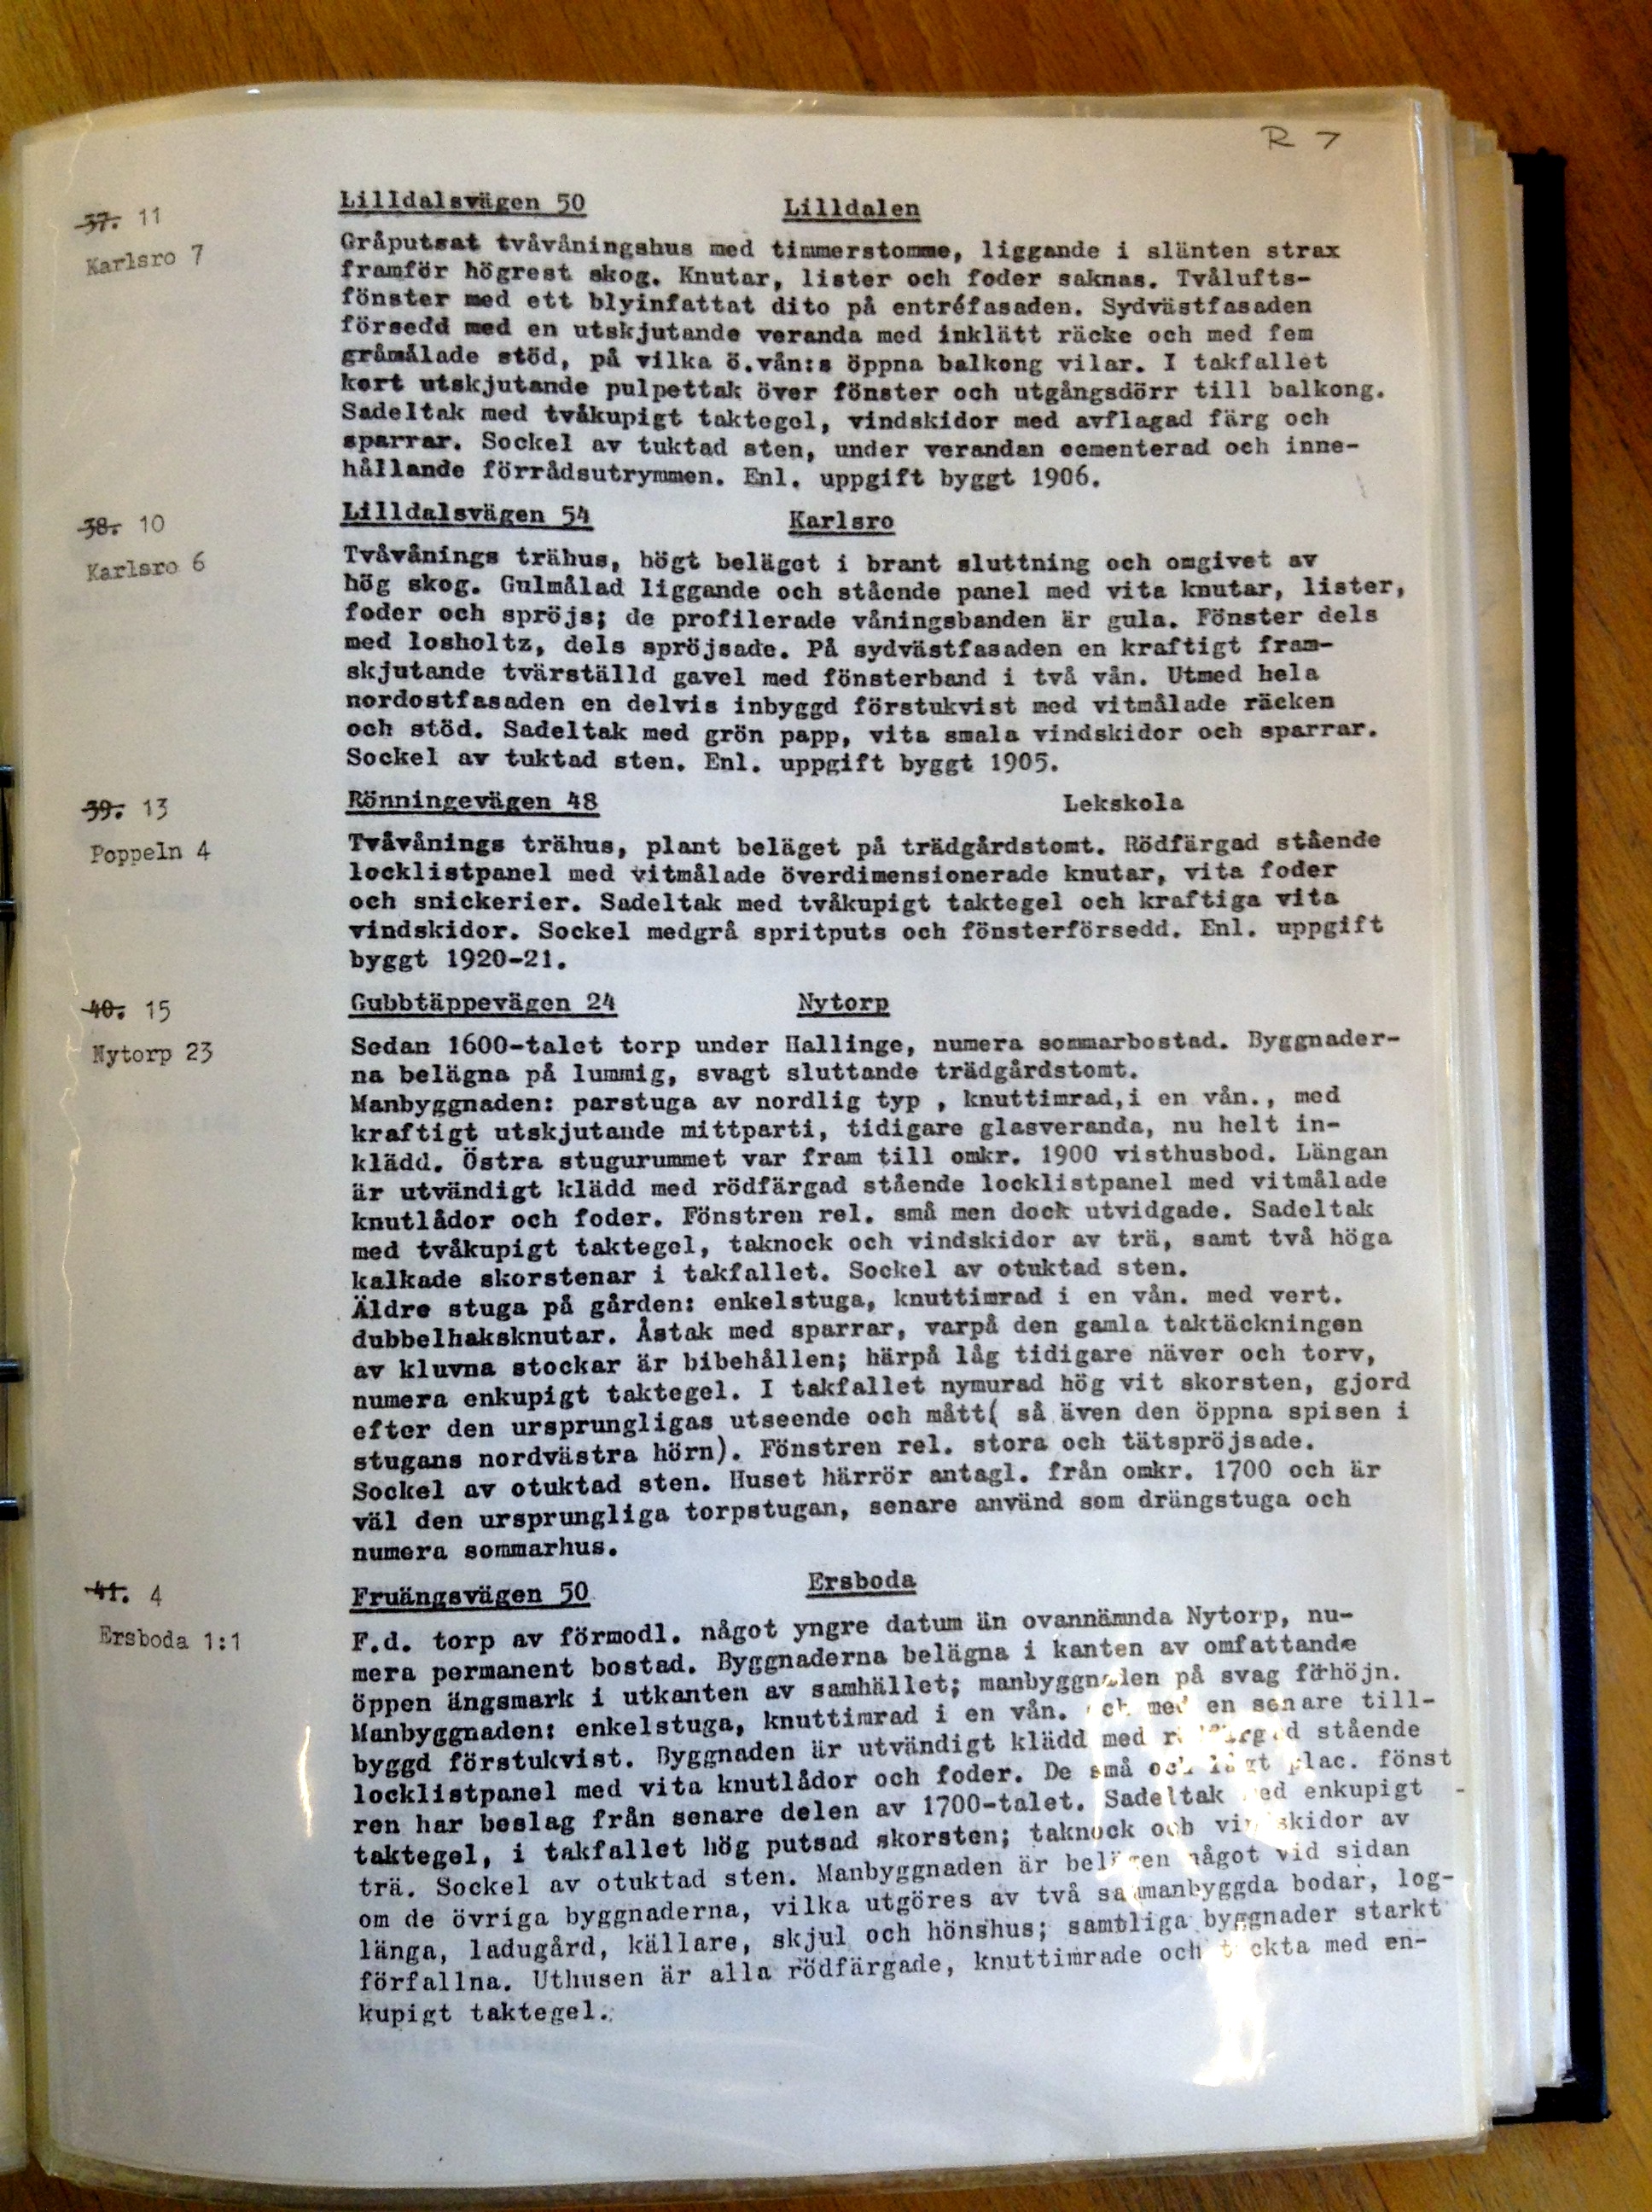 R 7
37. 11
Karlsro 7
Lilldalsvägen 50 Lilldalen
Gråputsat tvåvåningshus med timmerstomme, liggande i slänten strax
framför högrest skog. Knutar, lister och foder saknas. Tvålufts-
fönster med ett blyinfattat dito på entréfasaden. Sydvästfasaden
försedd med en utskjutande veranda med inklätt räcke och med fem
gråmålade stöd, på vilka ö.vån:s öppna balkong vilar. I takfallet
kort utskjutande pulpettak över fönster och utgångsdörr till balkong.
Sadeltak med tvåkupigt taktegel, vindskidor med avflagad färg och
sparrar. Sockel av tuktad sten, under verandan cementerad och inne-
hållande förrådsutrymmen. Enl. uppgift byggt 1906.
38. 10
Karlsro 6
Lilldalsvägen 54 Karlsro
Tvåvånings trähus, högt beläget i brant sluttning och omgivet av
hög skog. Gulmålad liggande och stående panel med vita knutar, lister,
foder och spröjs; de profilerade våningsbanden är gula. Fönster dels
med losholtz, dels spröjsade. På sydvästfasaden en kraftigt fram-
skjutande tvärställd gavel med fönsterband i två vån. Utmed hela
nordostfasaden en delvis inbyggd förstukvist med vitmålade räcken
och stöd. Sadeltak med grön papp, vita smala vindskidor och sparrar.
Sockel av tuktad sten. Enl. uppgift byggt 1905.
39. 13
Poppeln 4
Rönningevägen 48 Lekskola
Tvåvånings trähus, plant beläget på trädgårdstomt. Rödfärgad stående
locklistpanel med vitmålade överdimensionerade knutar, vita foder
och snickerier. Sadeltak med tvåkupigt taktegel och kraftiga vita
vindskidor. Sockel medgrå spritputs och fönsterförsedd. Enl. uppgift
byggt 1920-21.
40. 15
Nytorp 23
Gubbtäppevägen 24 Nytorp
Sedan 1600-talet torp under Hallinge, numera sommarbostad. Byggnader-
na belägna på lummig, svagt sluttande trädgårdstomt.
Manbyggnaden: parstuga av nordlig typ , knuttimrad,i en vån., med
kraftigt utskjutande mittparti, tidigare glasveranda, nu helt in-
klädd. Östra stugurummet var fram till omkr. 1900 visthusbod. Längan
är utvändigt klädd med rödfärgad stående locklistpanel med vitmålade
knutlådor och foder. Fönstren rel. små men dock utvidgade. Sadeltak
med tvåkupigt taktegel, taknock och vindskidor av trä, samt två höga
kalkade skorstenar i takfallet. Sockel av otuktad sten.
Äldre stuga på gården: enkelstuga, knuttimrad i en vån. med vert.
dubbelhaksknutar. Åstak med sparrar, varpå den gamla taktäckningen
av kluvna stockar är bibehållen; härpå låg tidigare näver och torv,
numera enkupigt taktegel. I takfallet nymurad hög vit skorsten, gjord
efter den ursprungligas utseende och mått( så även den öppna spisen i
stugans nordvästra hörn). Fönstren rel. stora och tätspröjsade.
Sockel av otuktad sten. Huset härrör antagl. från omkr. 1700 och är
väl den ursprungliga torpstugan, senare använd som drängstuga och
numera sommarhus.
41. 4
Ersboda 1:1
Fruängsvägen 50 Ersboda
F.d. torp av förmodl. något yngre datum än ovannämnda Nytorp, nu-
mera permanent bostad. Byggnaderna belägna i kanten av omfattande
öppen ängsmark i utkanten av samhället; manbyggnaden på svag förhöjn.
Manbyggnaden: enkelstuga, knuttimrad i en vån. och med en senare till-
byggd förstukvist. Byggnaden är utvändigt klädd med rödfärgad stående
locklistpanel med vita knutlådor och foder. De små och lågt plac. fönst
ren har beslag från senare delen av 1700-talet. Sadeltak med enkupigt -
taktegel, i takfallet hög putsad skorsten; taknock och vindskidor av
trä. Sockel av otuktad sten. Manbyggnaden är belägen något vid sidan
om de övriga byggnaderna, vilka utgöres av två sammanbyggda bodar, log-
länga, ladugård, källare, skjul och hönshus; samtliga byggnader starkt
förfallna. Uthusen är alla rödfärgade, knuttimrade och täckta med en-
kupigt taktegel.